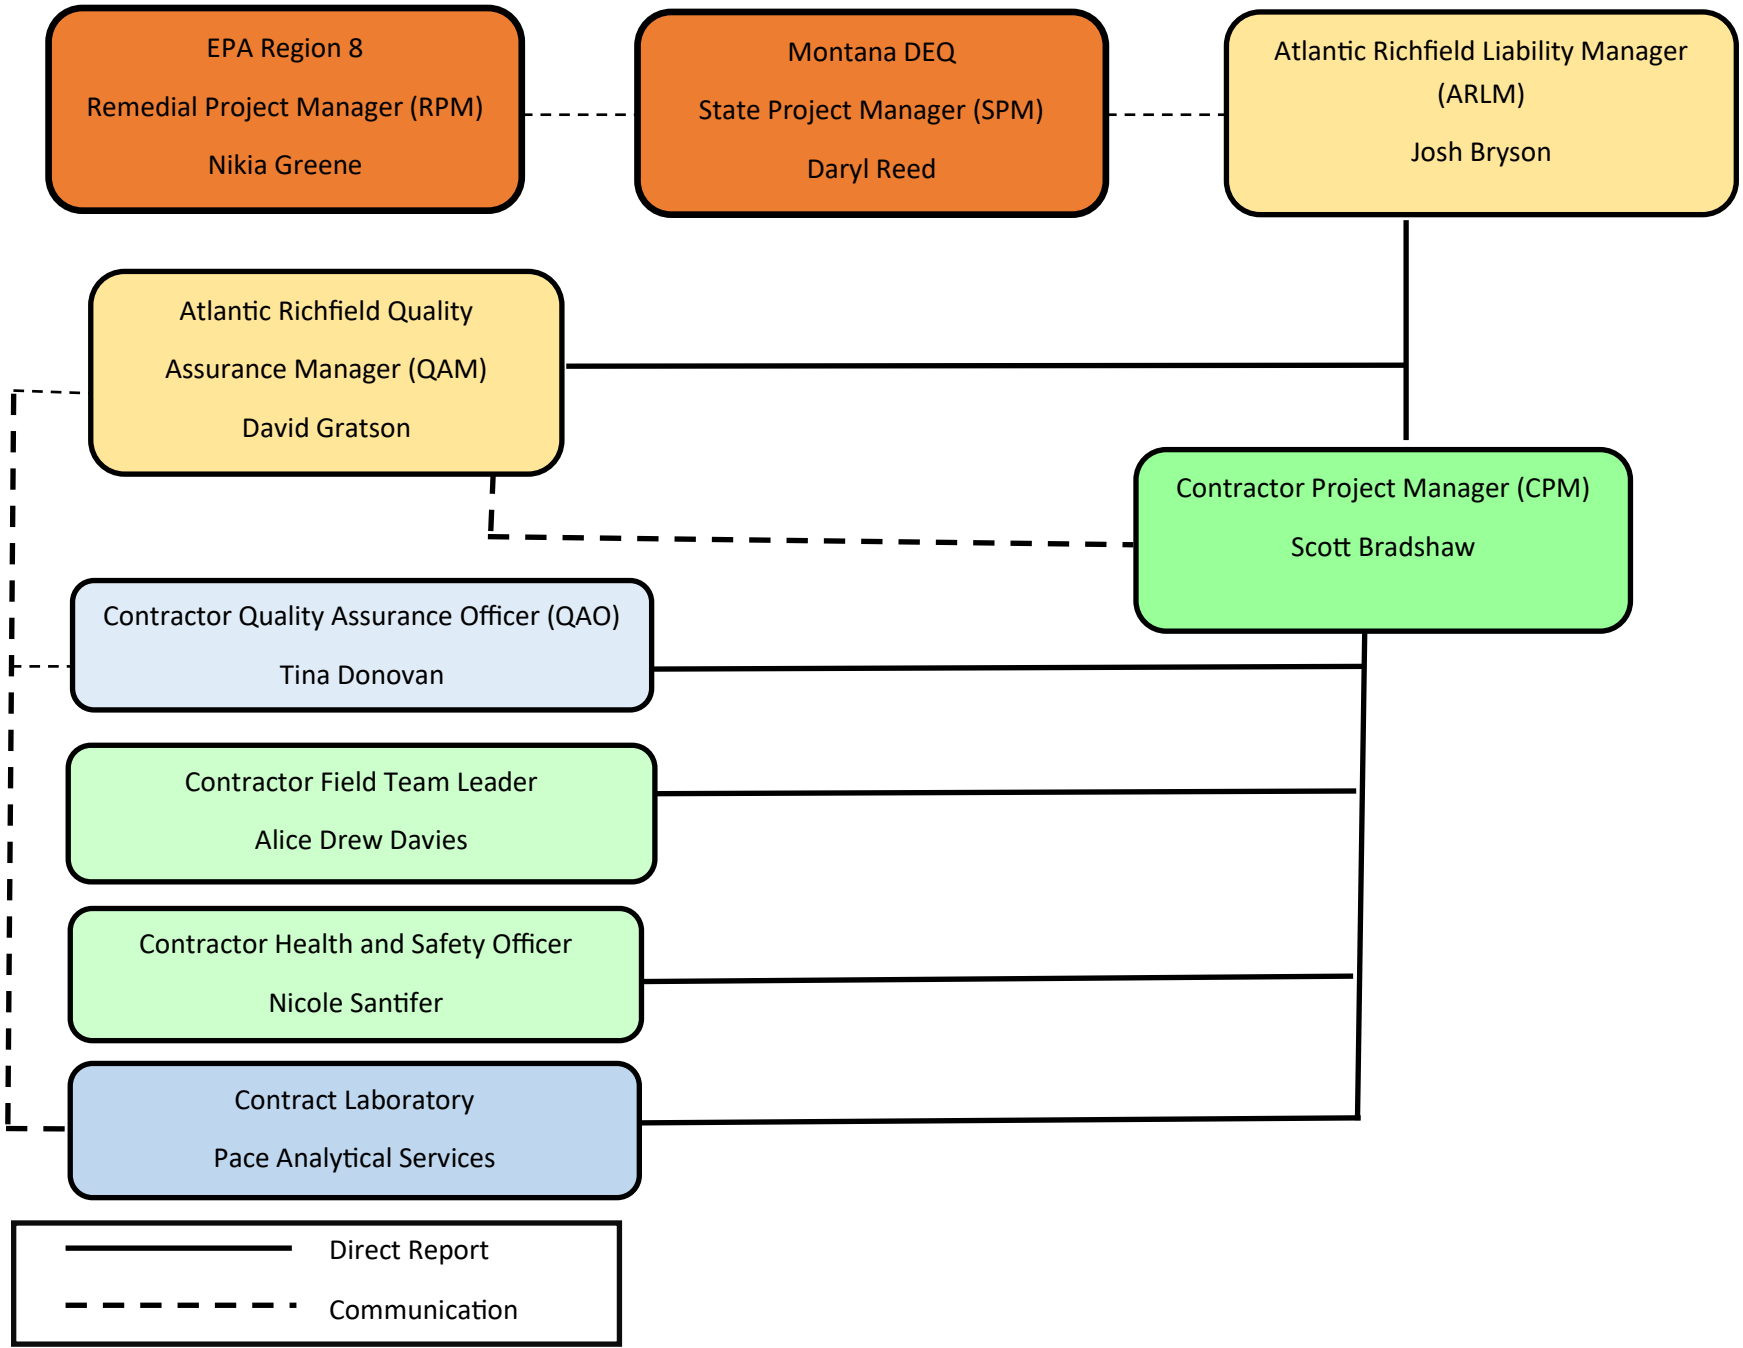 EPA Region 8
Remedial Project Manager (RPM)
Nikia Greene
Montana DEQ
State Project Manager (SPM)
Daryl Reed
Atlantic Richfield Liability Manager
(ARLM)
Josh Bryson
Atlantic Richfield Quality
Assurance Manager (QAM)
David Gratson
Contractor Project Manager (CPM)
Scott Bradshaw
Contractor Quality Assurance Officer (QAO)
Tina Donovan
Contractor Field Team Leader
Alice Drew Davies
Contractor Health and Safety Officer
Nicole Santifer
Contract Laboratory
Pace Analytical Services
Direct Report
Communication